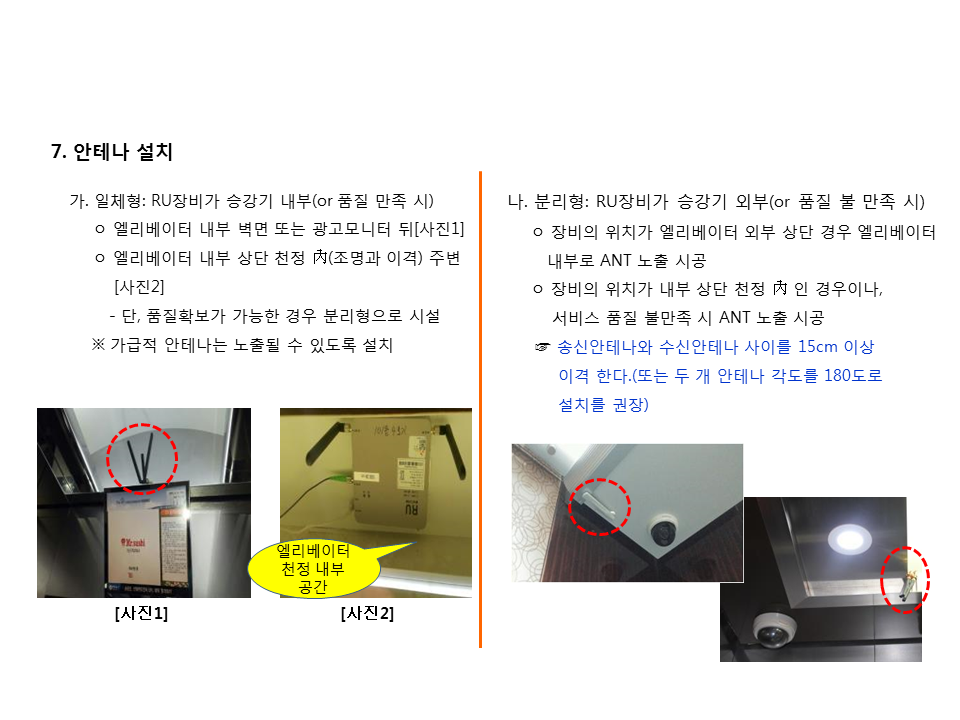 7. 안테나 설치
가. 일체형: RU장비가 승강기 내부(or 품질 만족 시)
ㅇ 엘리베이터 내부 벽면 또는 광고모니터 뒤[사진1]
ㅇ 엘리베이터 내부 상단 천정 內(조명과 이격) 주변
[사진2]
- 단, 품질확보가 가능한 경우 분리형으로 시설
※ 가급적 안테나는 노출될 수 있도록 설치
RU
엘리베이터
천정 내부
공간
[사진1]
[사진2]
나. 분리형: RU장비가 승강기 외부(or 품질 불 만족 시)
ㅇ 장비의 위치가 엘리베이터 외부 상단 경우 엘리베이터
내부로 ANT 노출 시공
ㅇ 장비의 위치가 내부 상단 천정 內 인 경우이나,
서비스 품질 불만족 시 ANT 노출 시공
☞ 송신안테나와 수신안테나 사이를 15cm 이상
이격 한다.(또는 두 개 안테나 각도를 180도로
설치를 권장)